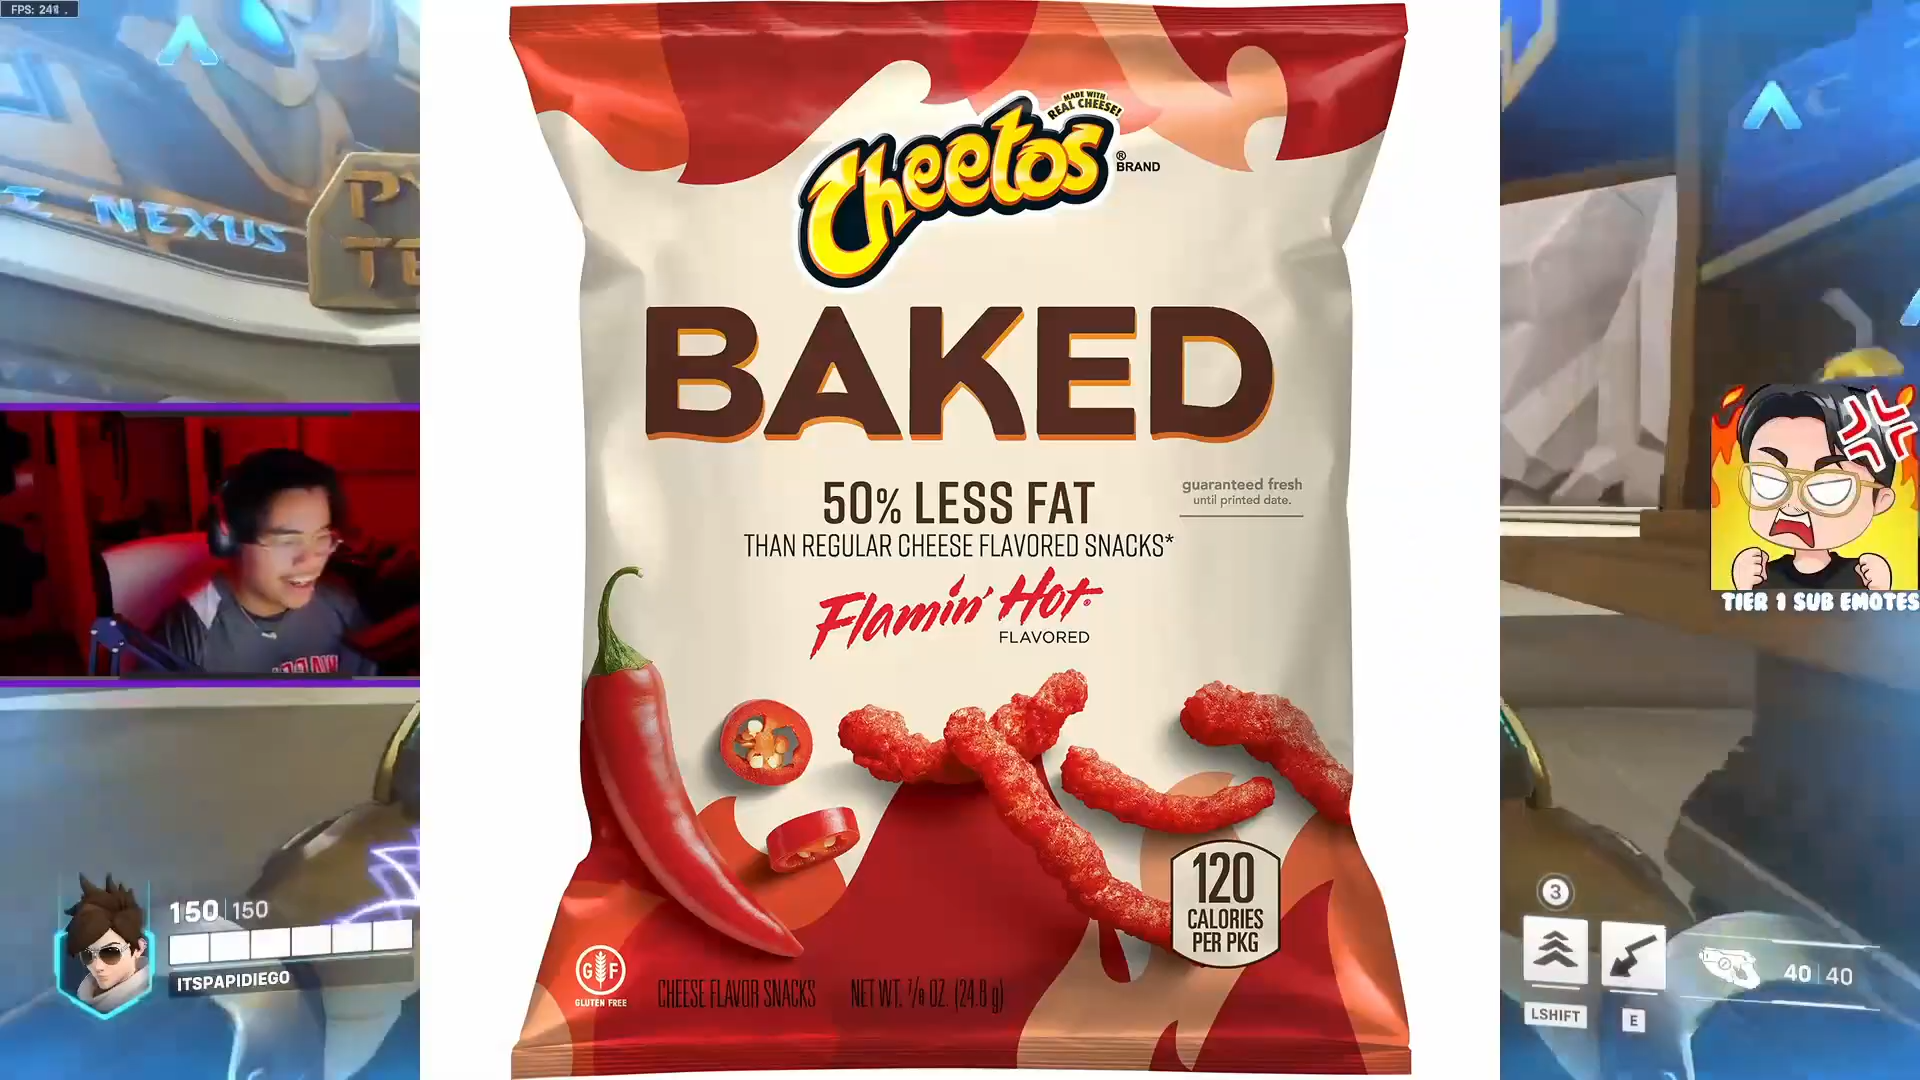 FPS: 241
NEXUS
MADE WITH
REAL CHEESE!
Cheetos
® BRAND
BAKED
50% LESS FAT
THAN REGULAR CHEESE FLAVORED SNACKS*
guaranteed fresh
until printed date.
Flamin' Hot®
FLAVORED
TIER 1 SUB EMOTES
120
CALORIES
PER PKG
150 | 150
ITSPAPIDIEGO
GF
GLUTEN FREE
CHEESE FLAVOR SNACKS
NET WT. 7/8 OZ. (24.8 g)
3
40 | 40
LSHIFT
E